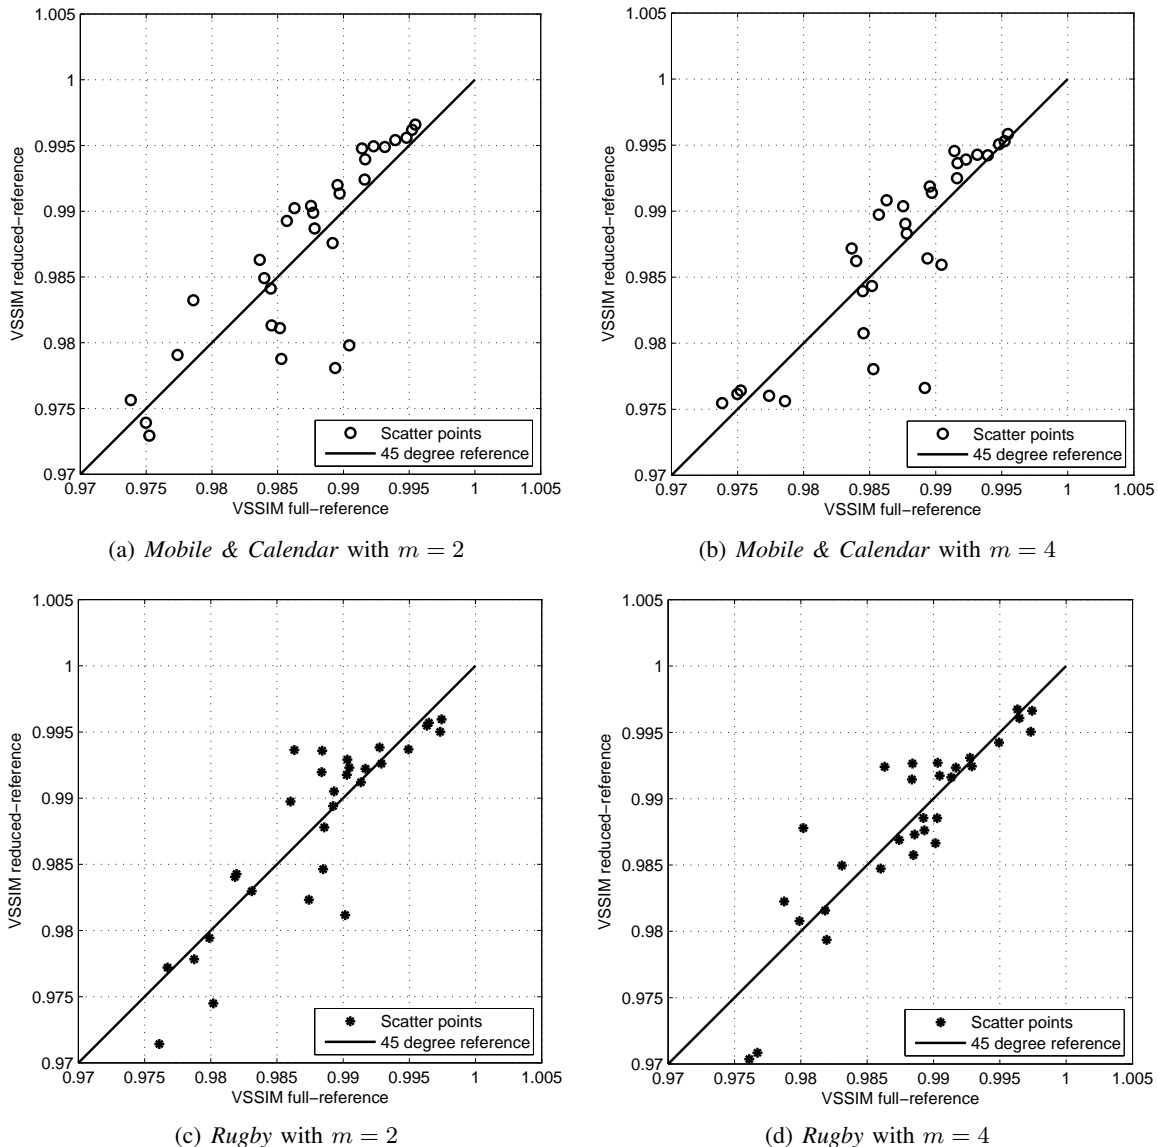 1.005
1
0.995
0.99
0.985
0.98
0.975
0.97
VSSIM reduced−reference
Scatter points
45 degree reference
0.97 0.975 0.98 0.985 0.99 0.995 1 1.005
VSSIM full−reference
(a) Mobile & Calendar with m = 2
1.005
1
0.995
0.99
0.985
0.98
0.975
0.97
VSSIM reduced−reference
Scatter points
45 degree reference
0.97 0.975 0.98 0.985 0.99 0.995 1 1.005
VSSIM full−reference
(b) Mobile & Calendar with m = 4
1.005
1
0.995
0.99
0.985
0.98
0.975
0.97
VSSIM reduced−reference
Scatter points
45 degree reference
0.97 0.975 0.98 0.985 0.99 0.995 1 1.005
VSSIM full−reference
(c) Rugby with m = 2
1.005
1
0.995
0.99
0.985
0.98
0.975
0.97
VSSIM reduced−reference
Scatter points
45 degree reference
0.97 0.975 0.98 0.985 0.99 0.995 1 1.005
VSSIM full−reference
(d) Rugby with m = 4